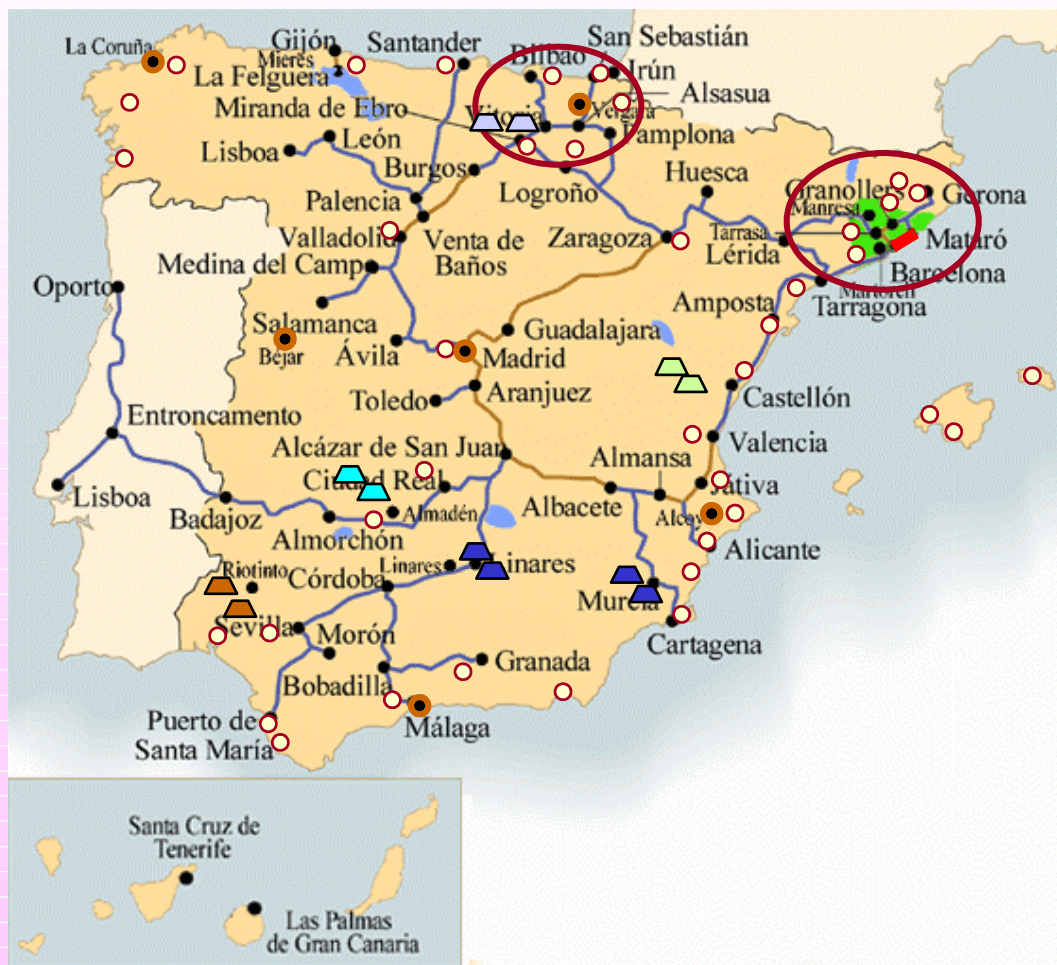 La Coruña
Gijón
Mieres
La Felguera
Santander
Bilbao
San Sebastián
Irún
Alsasua
Miranda de Ebro
Vitoria
Vergara
Pamplona
Lisboa
León
Burgos
Logroño
Huesca
Palencia
Valladolid
Venta de
Baños
Zaragoza
Granollers
Gerona
Manresa
Tarrasa
Lérida
Mataró
Barcelona
Martorell
Tarragona
Medina del Campo
Oporto
Amposta
Salamanca
Béjar
Ávila
Guadalajara
Madrid
Toledo
Aranjuez
Castellón
Entroncamento
Alcázar de San Juan
Almansa
Valencia
Ciudad Real
Játiva
Lisboa
Badajoz
Almadén
Albacete
Alcoy
Almorchón
Alicante
Riotinto
Córdoba
Linares
Linares
Murcia
Sevilla
Morón
Cartagena
Granada
Bobadilla
Puerto de
Santa María
Málaga
Santa Cruz de
Tenerife
Las Palmas
de Gran Canaria